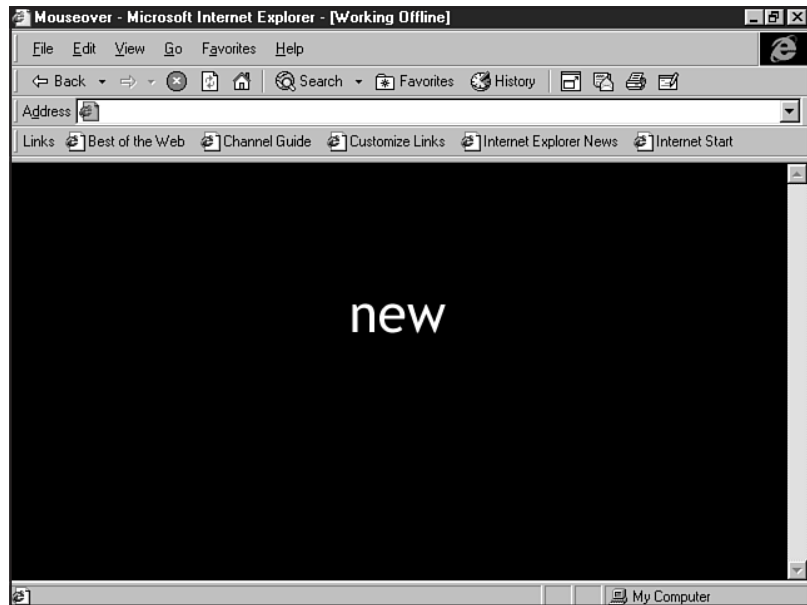 Mouseover - Microsoft Internet Explorer - [Working Offline]
File Edit View Go Favorites Help
Back Search Favorites History
Address
Links Best of the Web Channel Guide Customize Links Internet Explorer News Internet Start
new
My Computer